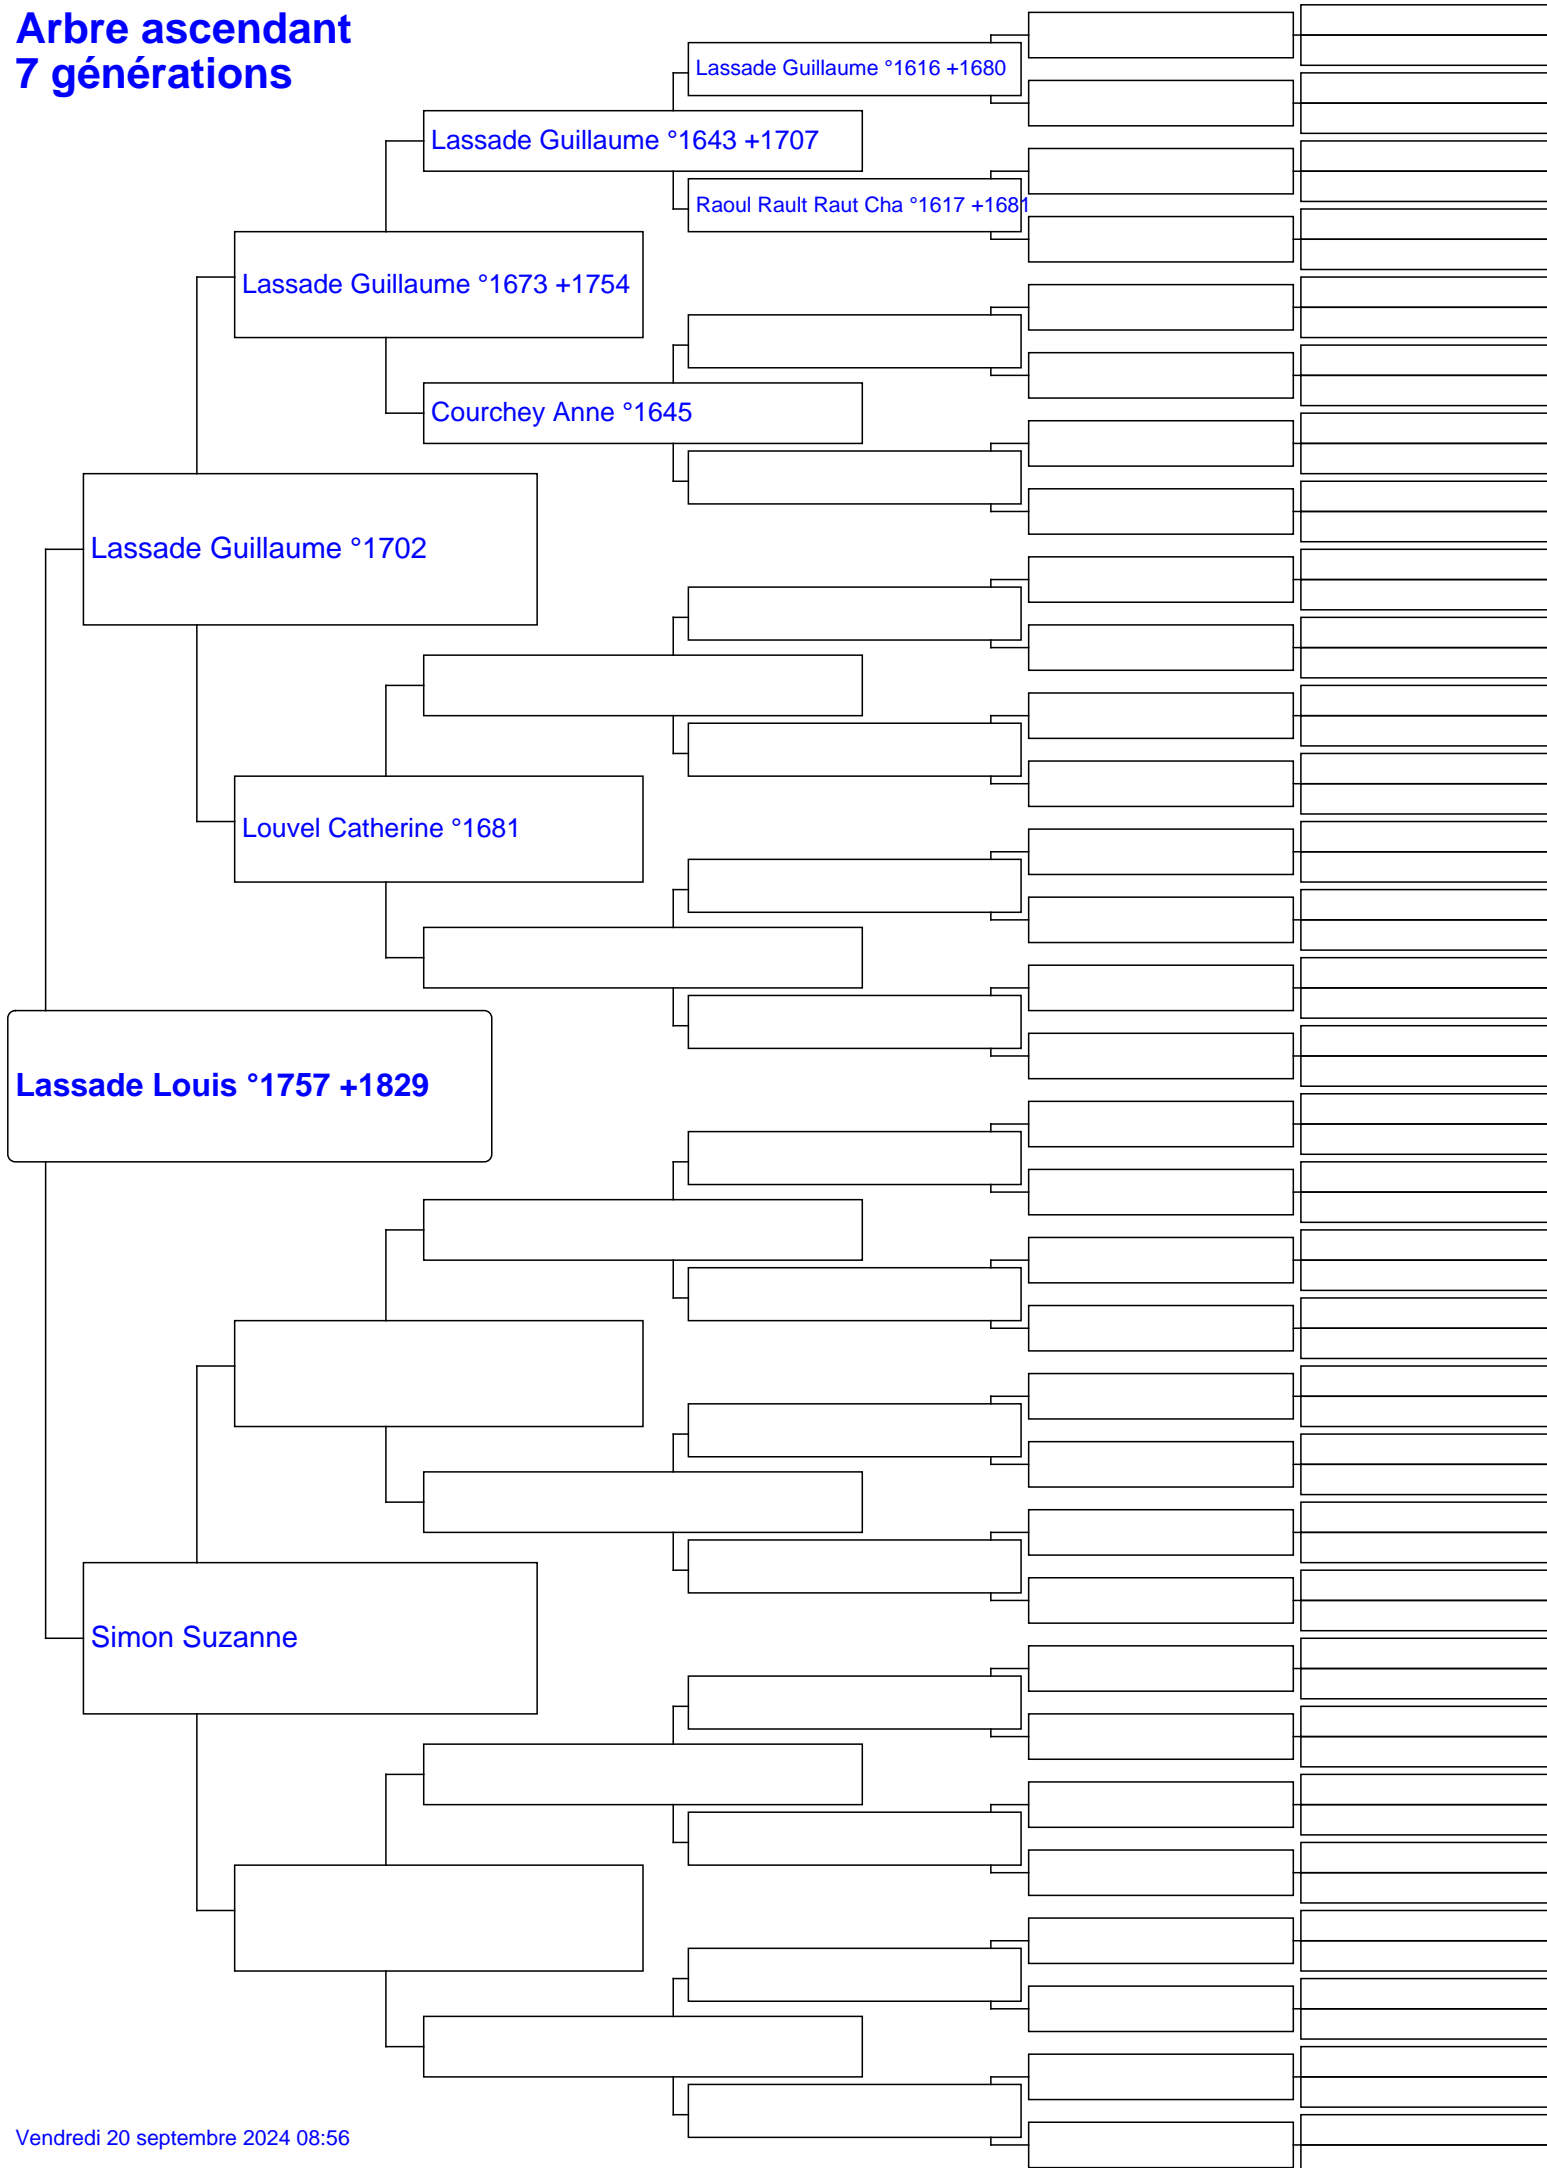 Arbre ascendant
7 générations
Lassade Guillaume °1616 +1680
Lassade Guillaume °1643 +1707
Raoul Rault Raut Cha °1617 +1681
Lassade Guillaume °1673 +1754
Courchey Anne °1645
Lassade Guillaume °1702
Louvel Catherine °1681
Lassade Louis °1757 +1829
Simon Suzanne
Vendredi 20 septembre 2024 08:56